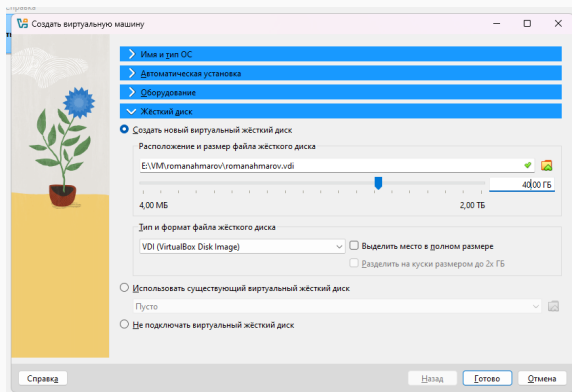 Справка
Создать виртуальную машину
Имя и тип ОС
Автоматическая установка
Оборудование
Жёсткий диск
Создать новый виртуальный жёсткий диск
Расположение и размер файла жёсткого диска
E:\VM\romanahmarov\romanahmarov.vdi
40,00 ГБ
4,00 МБ 2,00 ТБ
Тип и формат файла жёсткого диска
VDI (VirtualBox Disk Image) Выделить место в полном размере
Разделить на куски размером до 2х ГБ
Использовать существующий виртуальный жёсткий диск
Пусто
Не подключать виртуальный жёсткий диск
Справка Назад Готово Отмена